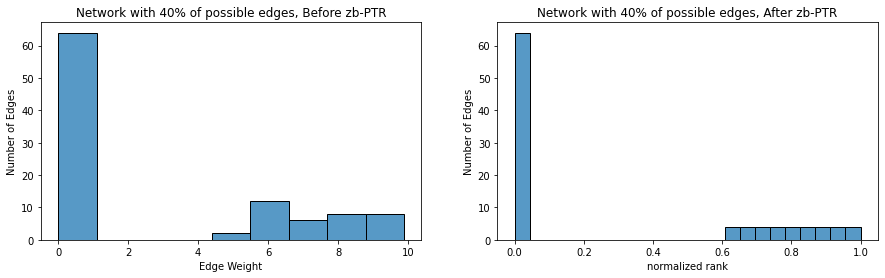 Network with 40% of possible edges, Before zb-PTR
Number of Edges
60
50
40
30
20
10
0
0 2 4 6 8 10
Edge Weight
Network with 40% of possible edges, After zb-PTR
Number of Edges
60
50
40
30
20
10
0
0.0 0.2 0.4 0.6 0.8 1.0
normalized rank